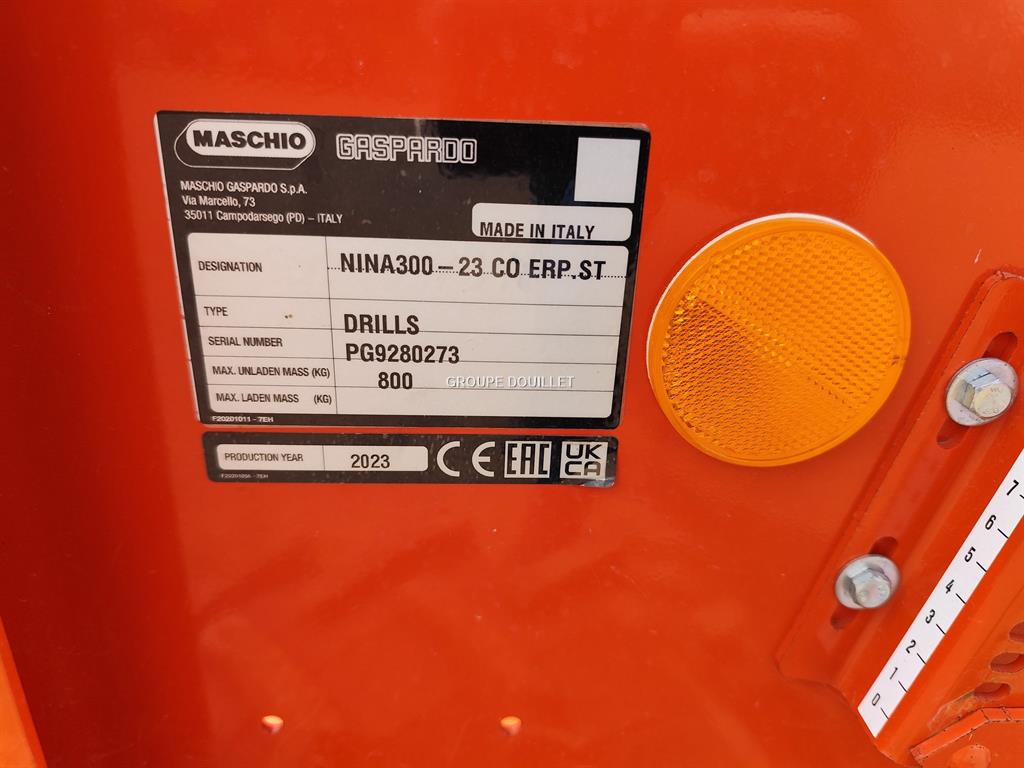 MASCHIO GASPARDO
MASCHIO GASPARDO S.p.A.
Via Marcello, 73
35011 Campodarsego (PD) – ITALY
MADE IN ITALY
DESIGNATION NINA300-23 CO ERP.ST
TYPE DRILLS
SERIAL NUMBER PG9280273
MAX. UNLADEN MASS (KG) 800
GROUPE DOUILLET
MAX. LADEN MASS (KG)
F20201011 - 7EH
PRODUCTION YEAR 2023 CE EAC UK CA
7
6
5
4
3
2
1
0